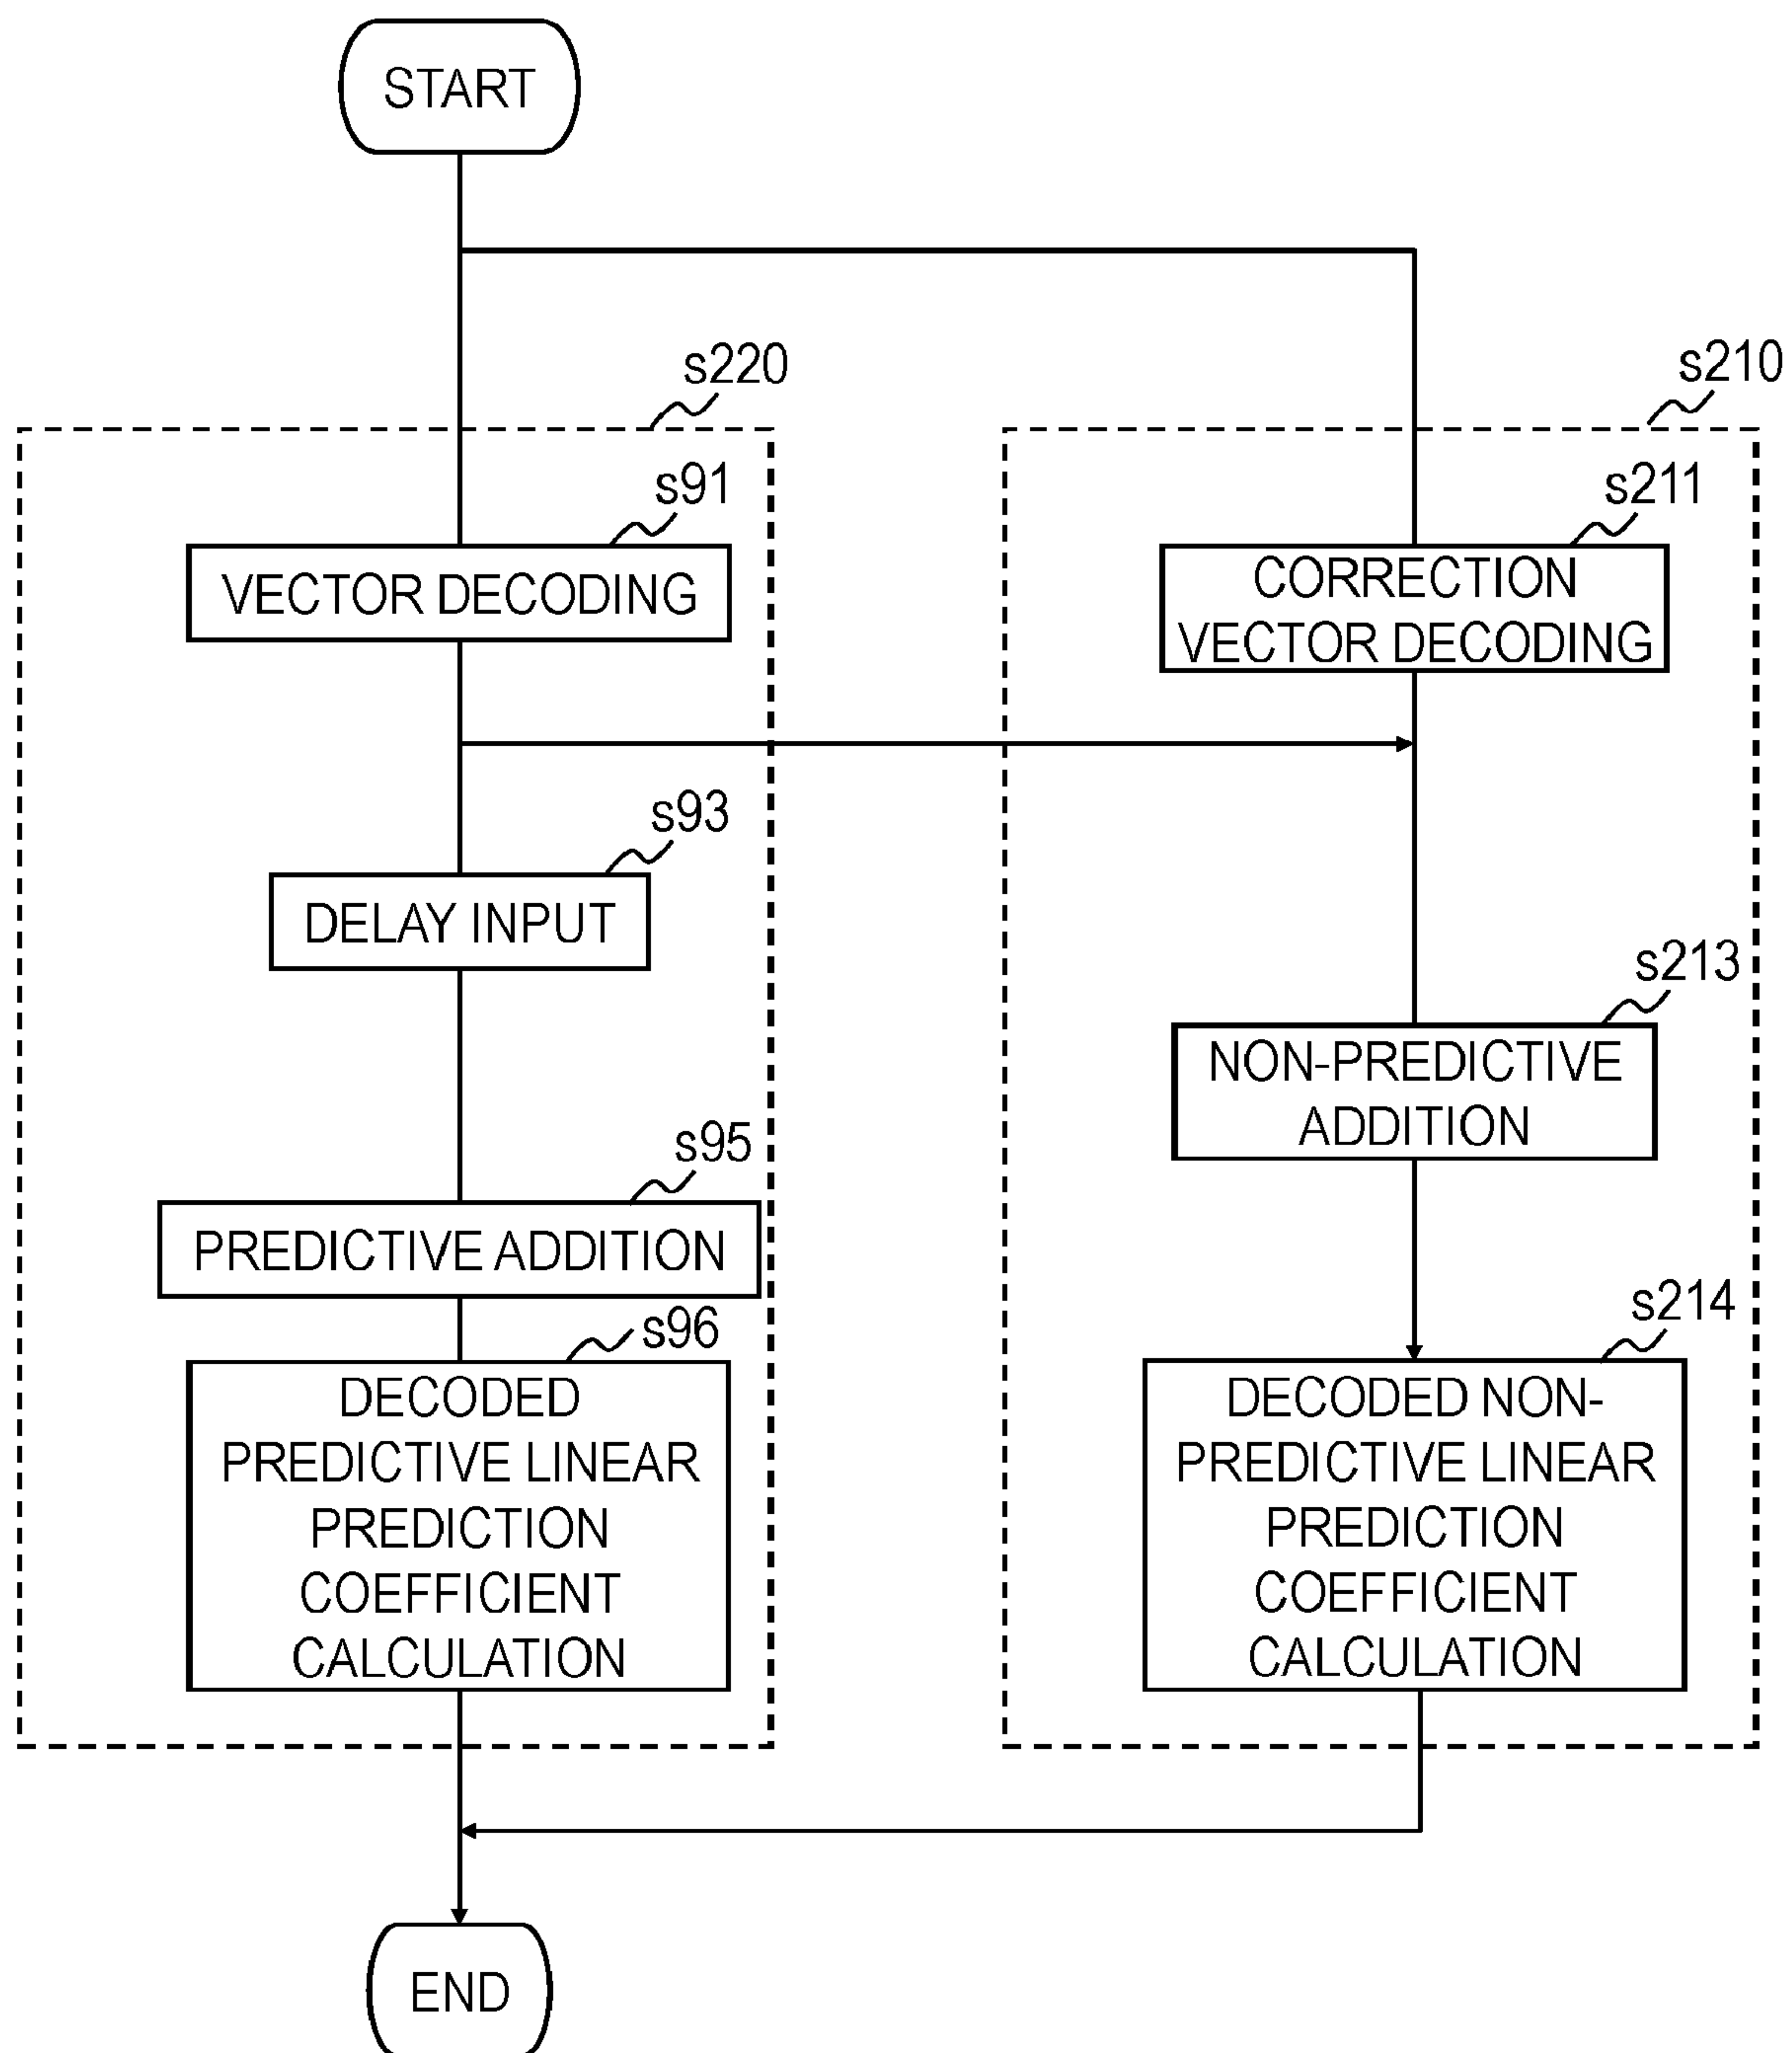 START
s220
s210
s91
VECTOR DECODING
s211
CORRECTION
VECTOR DECODING
s93
DELAY INPUT
s213
NON-PREDICTIVE
ADDITION
s95
PREDICTIVE ADDITION
s96
DECODED
PREDICTIVE LINEAR
PREDICTION
COEFFICIENT
CALCULATION
s214
DECODED NON-
PREDICTIVE LINEAR
PREDICTION
COEFFICIENT
CALCULATION
END